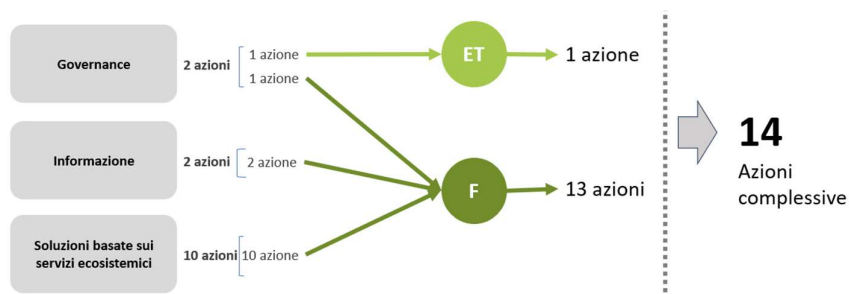 Governance
2 azioni
1 azione
1 azione
ET
1 azione
Informazione
2 azioni
2 azione
F
13 azioni
Soluzioni basate sui
servizi ecosistemici
10 azioni
10 azione
14
Azioni
complessive